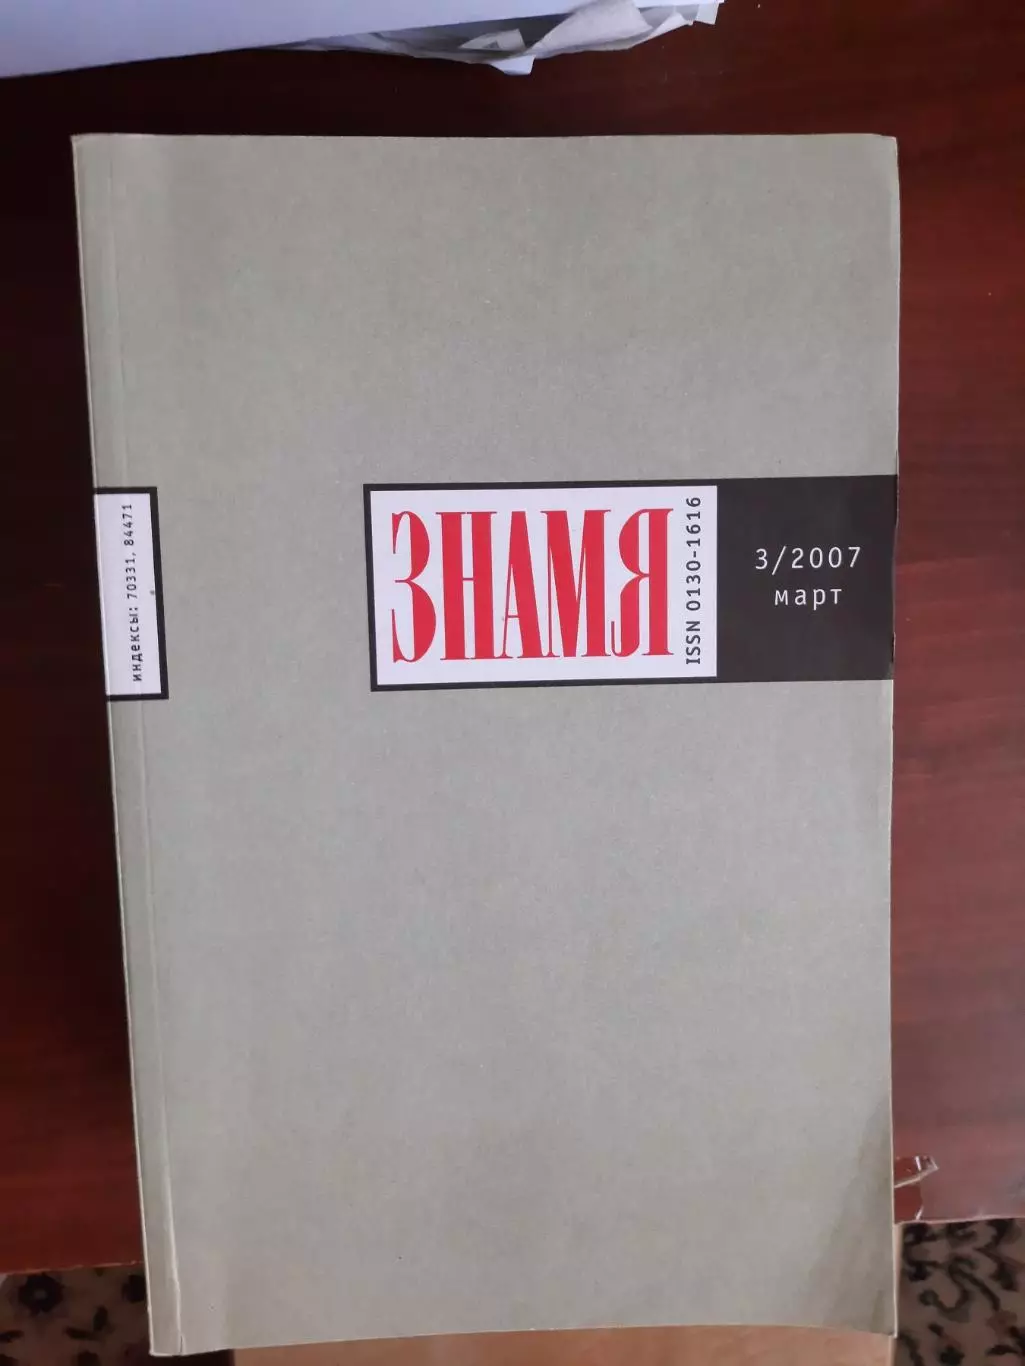 ЗНАМЯ
ISSN 0130-1616
3/2007
март
индексы: 70331, 84471